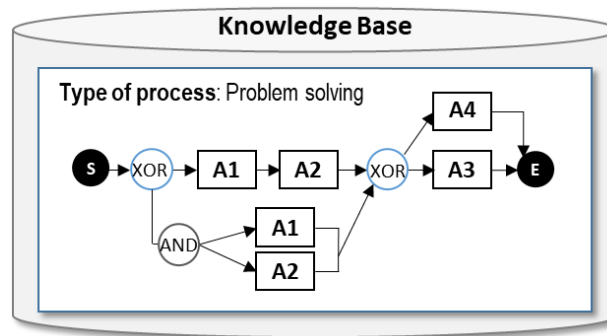 Knowledge Base
Type of process: Problem solving
A4
S XOR A1 A2 XOR A3 E
A1
AND
A2